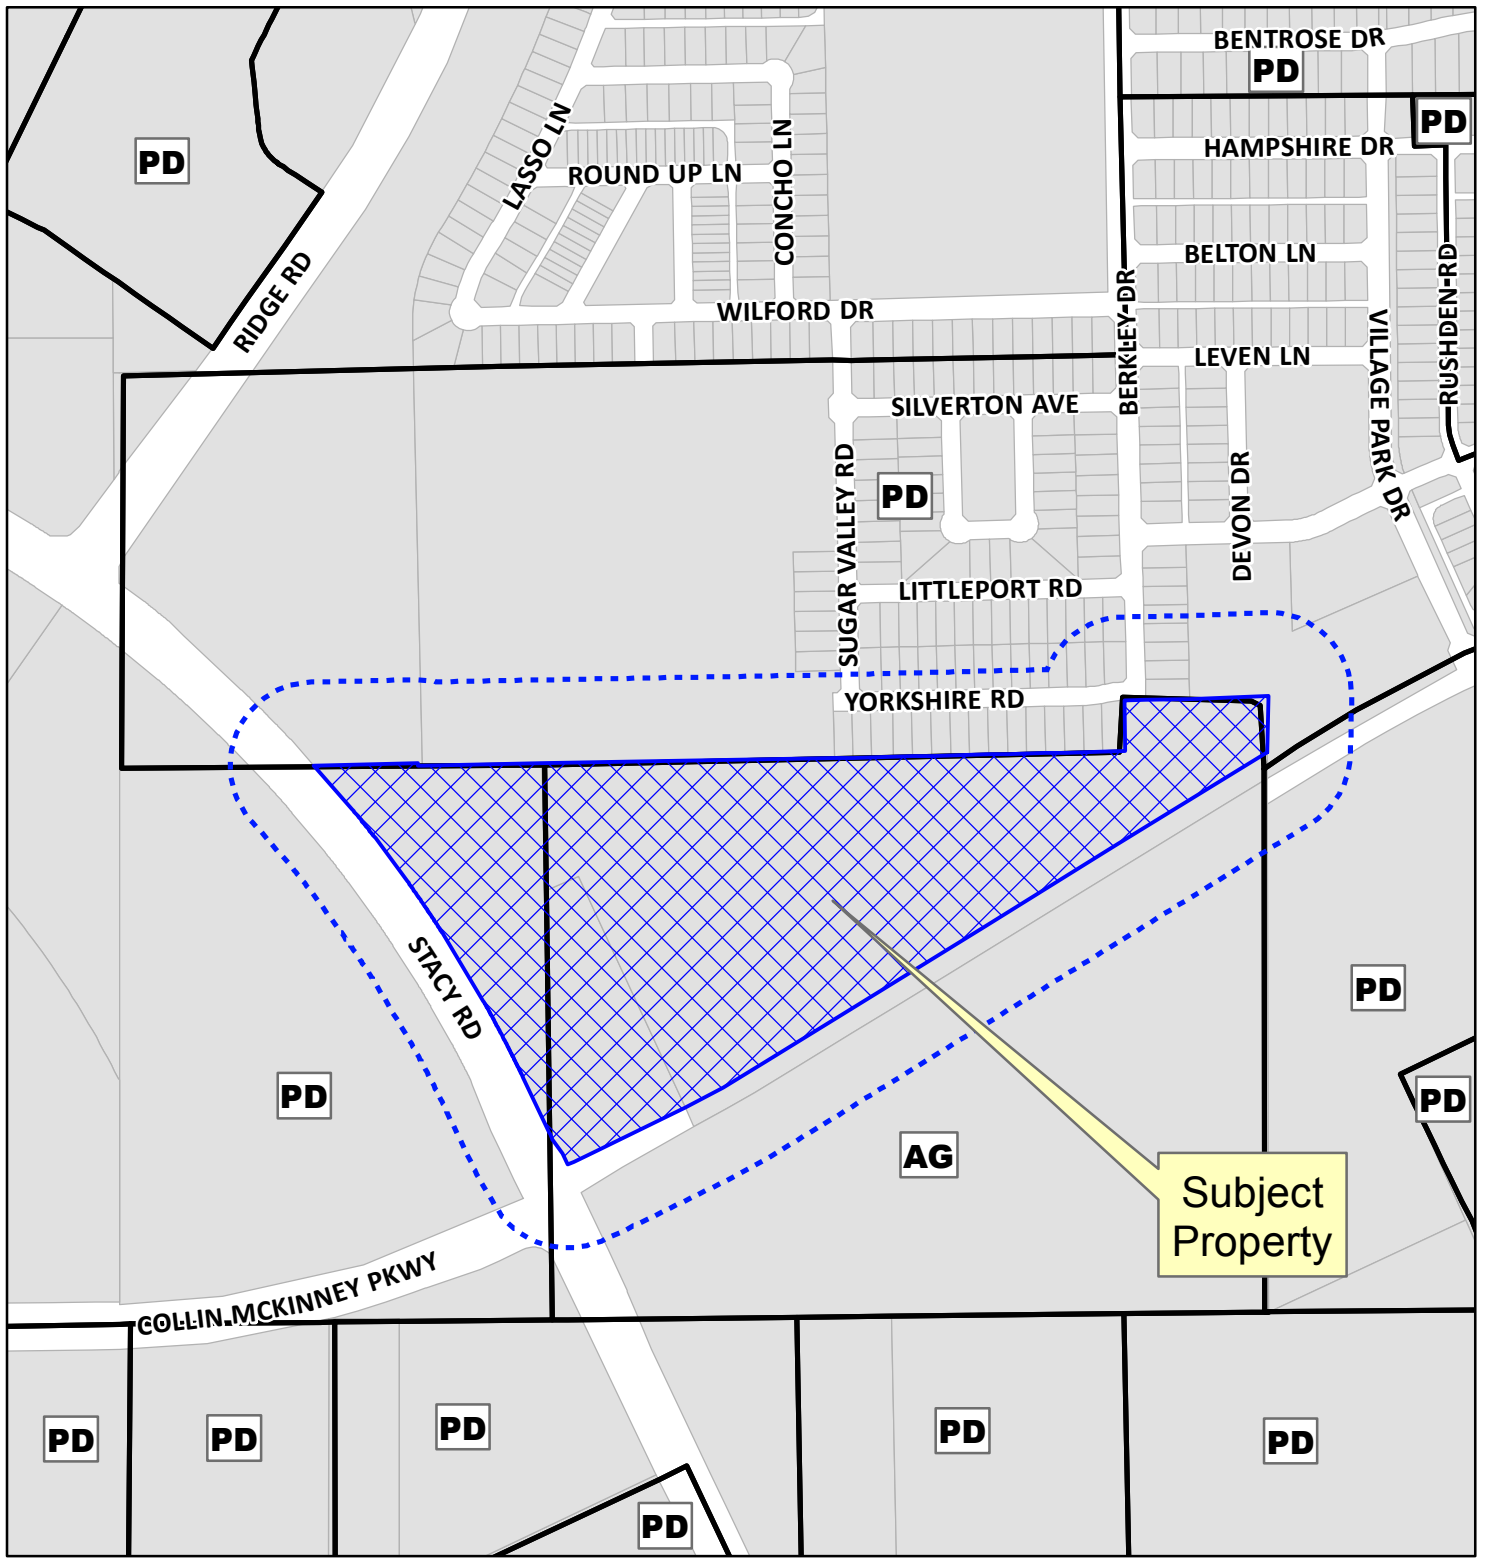 BENTROSE DR
PD
PD
HAMPSHIRE DR
PD
LASSO LN
ROUND UP LN
CONCHO LN
BELTON LN
RIDGE RD
WILFORD DR
BERKLEY DR
VILLAGE PARK DR
RUSHDEN RD
LEVEN LN
SILVERTON AVE
SUGAR VALLEY RD
PD
DEVON DR
LITTLEPORT RD
YORKSHIRE RD
STACY RD
PD
PD
PD
AG
Subject
Property
COLLIN MCKINNEY PKWY
PD
PD
PD
PD
PD
PD